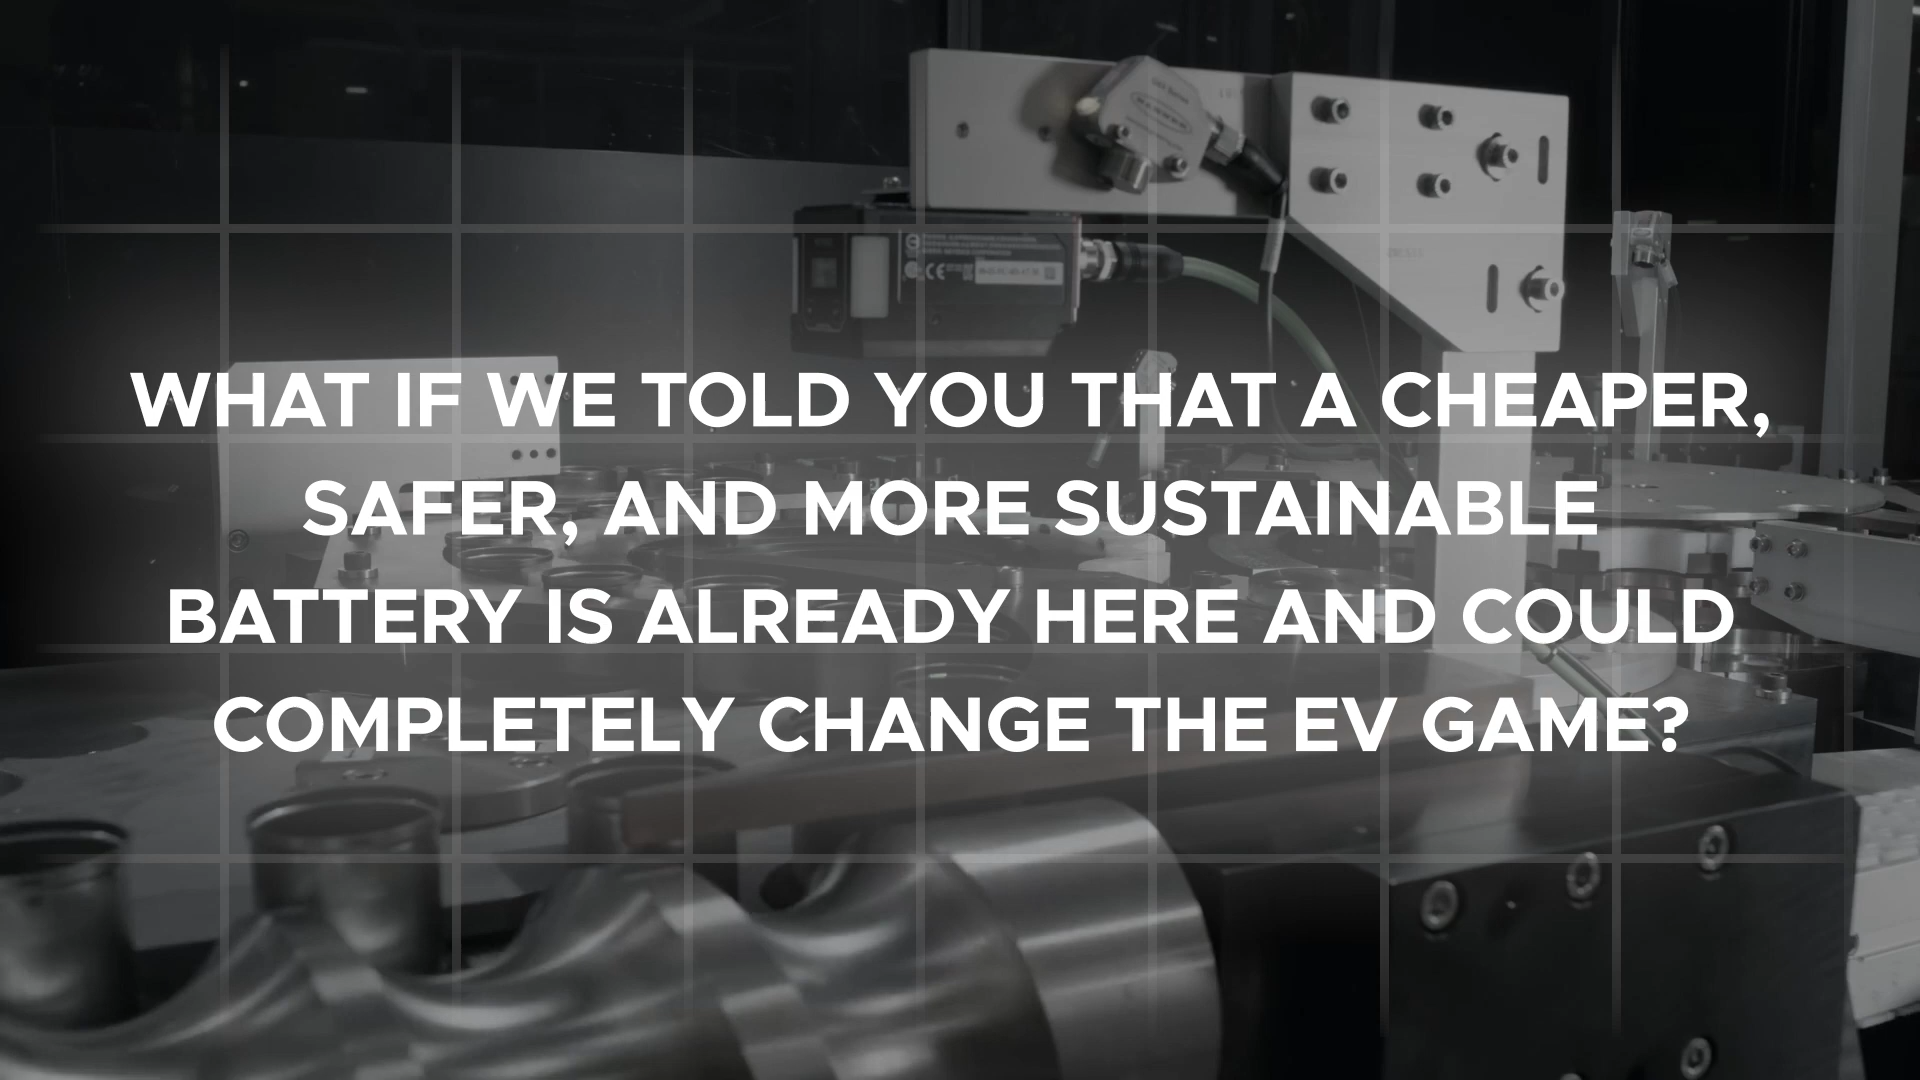 WHAT IF WE TOLD YOU THAT A CHEAPER,
SAFER, AND MORE SUSTAINABLE
BATTERY IS ALREADY HERE AND COULD
COMPLETELY CHANGE THE EV GAME?